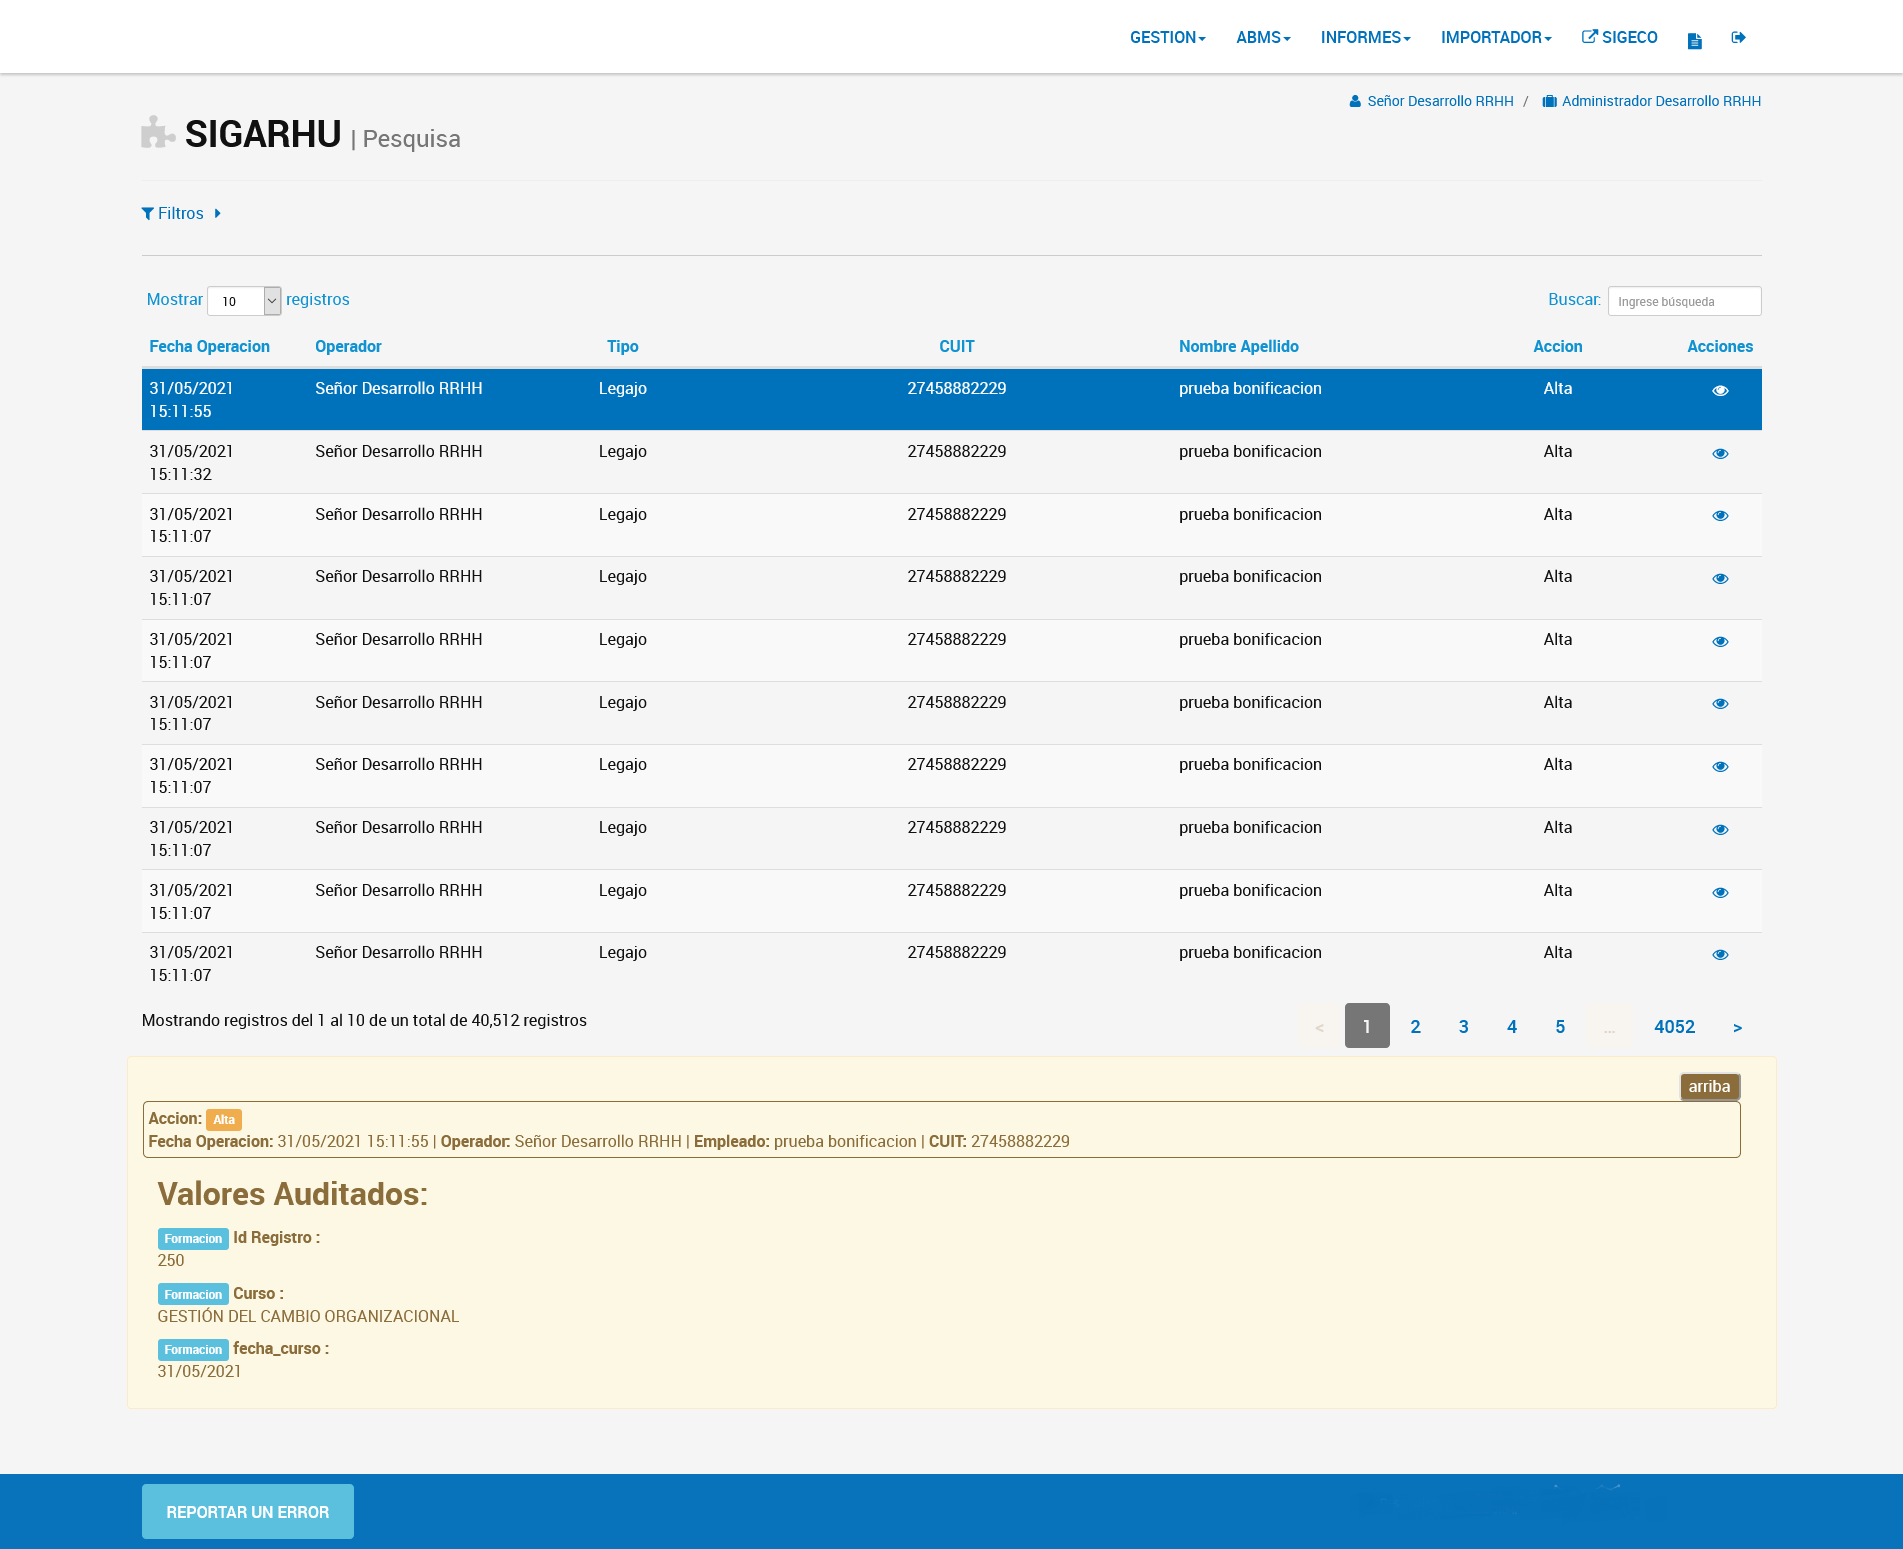 GESTION ABMS INFORMES IMPORTADOR SIGECO
Señor Desarrollo RRHH / Administrador Desarrollo RRHH
SIGARHU | Pesquisa
Filtros
Mostrar 10 registros Buscar: Ingrese búsqueda
Fecha Operacion Operador Tipo CUIT Nombre Apellido Accion Acciones
31/05/2021 Señor Desarrollo RRHH Legajo 27458882229 prueba bonificacion Alta
15:11:55
31/05/2021 Señor Desarrollo RRHH Legajo 27458882229 prueba bonificacion Alta
15:11:32
31/05/2021 Señor Desarrollo RRHH Legajo 27458882229 prueba bonificacion Alta
15:11:07
31/05/2021 Señor Desarrollo RRHH Legajo 27458882229 prueba bonificacion Alta
15:11:07
31/05/2021 Señor Desarrollo RRHH Legajo 27458882229 prueba bonificacion Alta
15:11:07
31/05/2021 Señor Desarrollo RRHH Legajo 27458882229 prueba bonificacion Alta
15:11:07
31/05/2021 Señor Desarrollo RRHH Legajo 27458882229 prueba bonificacion Alta
15:11:07
31/05/2021 Señor Desarrollo RRHH Legajo 27458882229 prueba bonificacion Alta
15:11:07
31/05/2021 Señor Desarrollo RRHH Legajo 27458882229 prueba bonificacion Alta
15:11:07
31/05/2021 Señor Desarrollo RRHH Legajo 27458882229 prueba bonificacion Alta
15:11:07
Mostrando registros del 1 al 10 de un total de 40,512 registros < 1 2 3 4 5 ... 4052 >
arriba
Accion: Alta
Fecha Operacion: 31/05/2021 15:11:55 | Operador: Señor Desarrollo RRHH | Empleado: prueba bonificacion | CUIT: 27458882229
Valores Auditados:
Formacion Id Registro :
250
Formacion Curso :
GESTIÓN DEL CAMBIO ORGANIZACIONAL
Formacion fecha_curso :
31/05/2021
REPORTAR UN ERROR